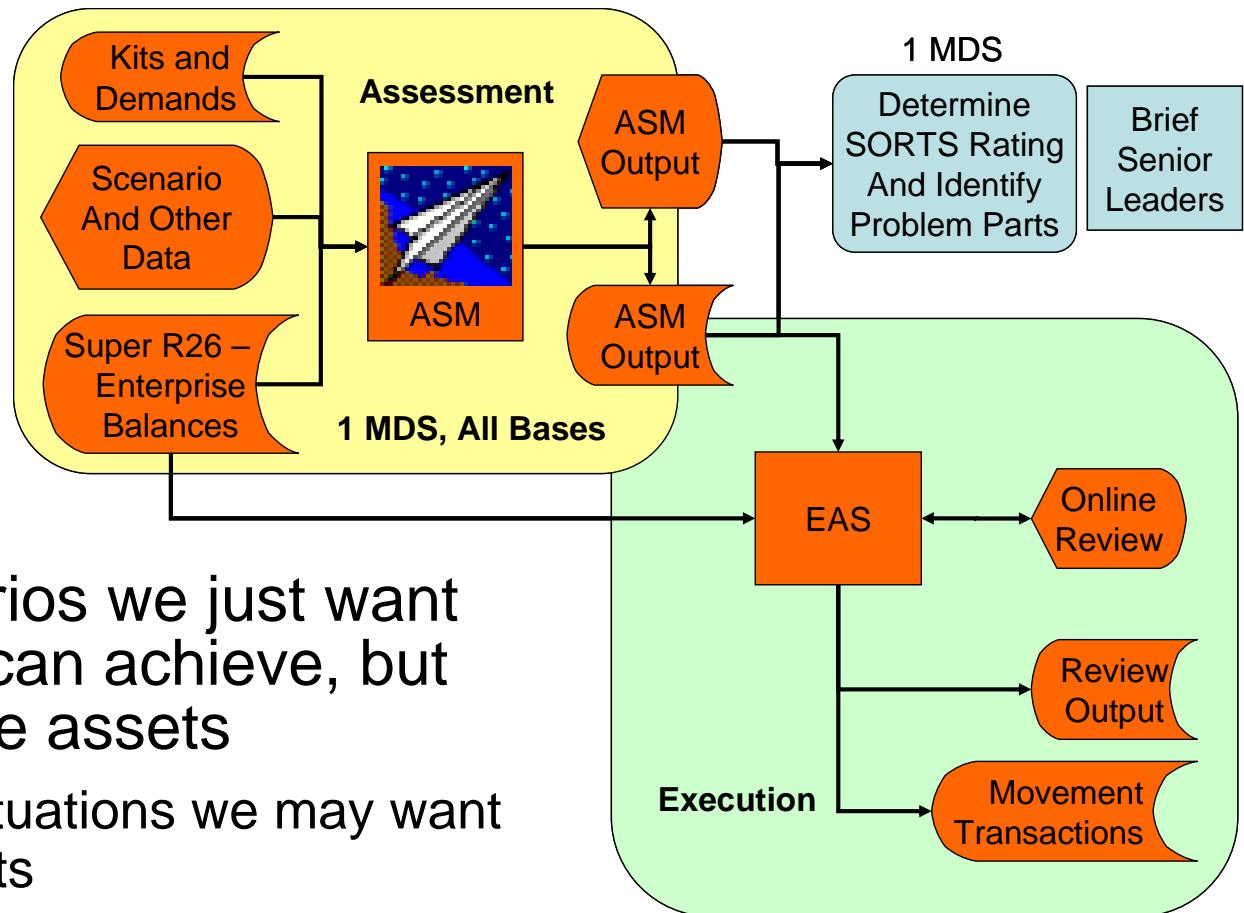 Kits and
Demands
Assessment
Scenario
And Other
Data
ASM
Super R26 –
Enterprise
Balances
1 MDS, All Bases
ASM
Output
ASM
Output
1 MDS
Determine
SORTS Rating
And Identify
Problem Parts
Brief
Senior
Leaders
EAS
Online
Review
Review
Output
Movement
Transactions
Execution
rios we just want
can achieve, but
e assets
tuations we may want
ts